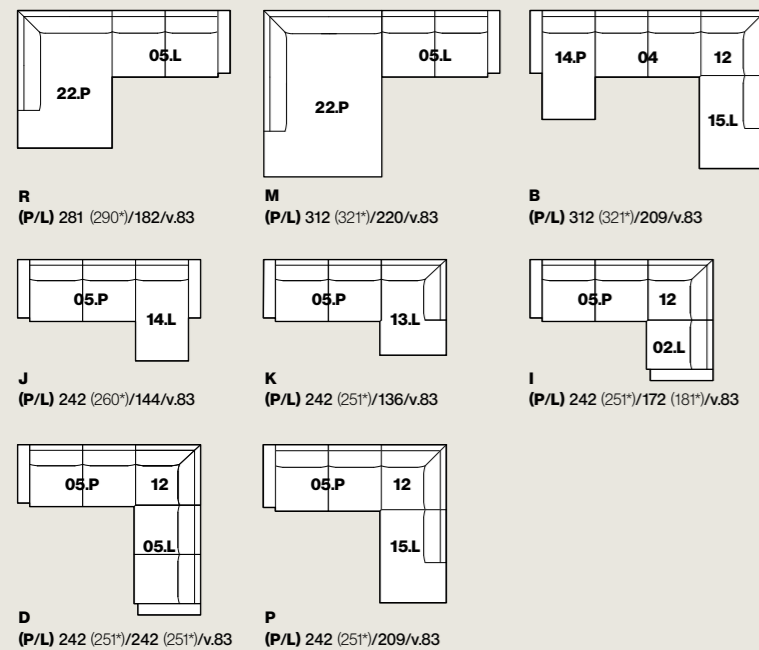 05.L
22.P
R
(P/L) 281 (290*)/182/v.83
05.L
22.P
M
(P/L) 312 (321*)/220/v.83
14.P 04 12
15.L
B
(P/L) 312 (321*)/209/v.83
05.P
14.L
J
(P/L) 242 (260*)/144/v.83
05.P
13.L
K
(P/L) 242 (251*)/136/v.83
05.P 12
02.L
I
(P/L) 242 (251*)/172 (181*)/v.83
05.P 12
05.L
D
(P/L) 242 (251*)/242 (251*)/v.83
05.P 12
15.L
P
(P/L) 242 (251*)/209/v.83